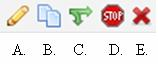 STOP
A. B. C. D. E.